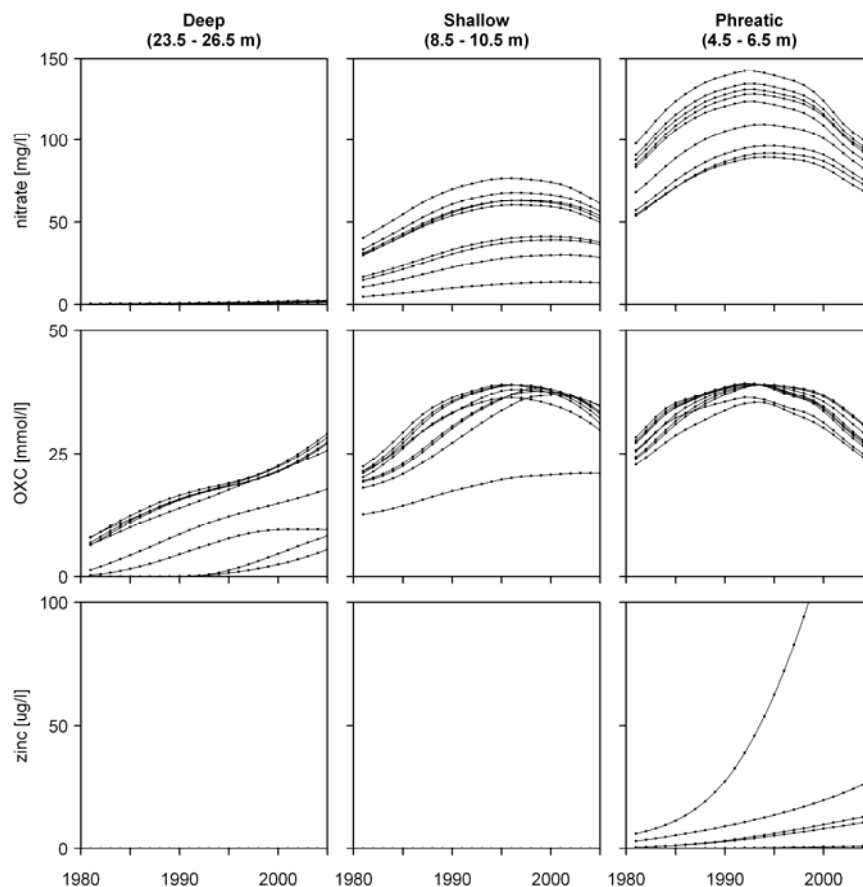 Deep
(23.5 - 26.5 m)
Shallow
(8.5 - 10.5 m)
Phreatic
(4.5 - 6.5 m)
nitrate [mg/l]
150
100
50
0
OXC [mmol/l]
50
25
0
zinc [ug/l]
100
50
0
1980 1990 2000
1980 1990 2000
1980 1990 2000